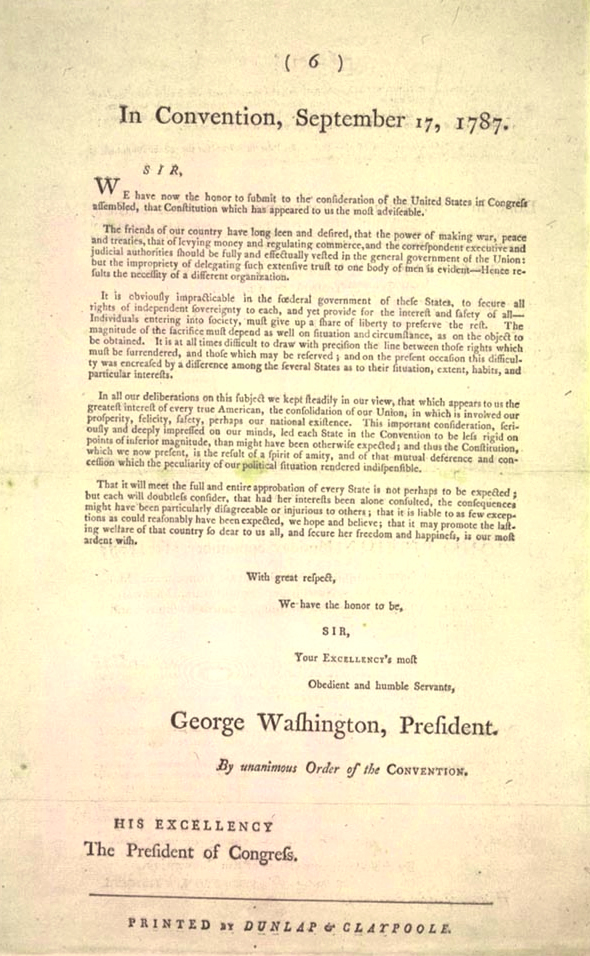 ( 6 )
In Convention, September 17, 1787.
S I R,
WE have now the honor to ſubmit to the conſideration of the United States in Congreſs
aſſembled, that Conſtitution which has appeared to us the moſt adviſeable.
The friends of our country have long ſeen and deſired, that the power of making war, peace
and treaties, that of levying money and regulating commerce, and the correſpondent executive and
judicial authorities ſhould be fully and effectually veſted in the general government of the Union:
but the impropriety of delegating ſuch extenſive truſt to one body of men is evident—Hence re-
ſults the neceſſity of a different organization.
It is obviouſly impracticable in the fœderal government of theſe States, to ſecure all
rights of independent ſovereignty to each, and yet provide for the intereſt and ſafety of all—
Individuals entering into ſociety, muſt give up a ſhare of liberty to preſerve the reſt. The
magnitude of the ſacrifice muſt depend as well on ſituation and circumſtance, as on the object to
be obtained. It is at all times difficult to draw with preciſion the line between thoſe rights which
muſt be ſurrendered, and thoſe which may be reſerved ; and on the preſent occaſion this difficul-
ty was encreaſed by a difference among the ſeveral States as to their ſituation, extent, habits, and
particular intereſts.
In all our deliberations on this ſubject we kept ſteadily in our view, that which appears to us the
greateſt intereſt of every true American, the conſolidation of our Union, in which is involved our
proſperity, felicity, ſafety, perhaps our national exiſtence. This important conſideration, ſeri-
ouſly and deeply impreſſed on our minds, led each State in the Convention to be leſs rigid on
points of inferior magnitude, than might have been otherwiſe expected; and thus the Conſtitution,
which we now preſent, is the reſult of a ſpirit of amity, and of that mutual deference and con-
ceſſion which the peculiarity of our political ſituation rendered indiſpenſible.
That it will meet the full and entire approbation of every State is not perhaps to be expected ;
but each will doubtleſs conſider, that had her intereſts been alone conſulted, the conſequences
might have been particularly diſagreeable or injurious to others ; that it is liable to as few excep-
tions as could reaſonably have been expected, we hope and believe; that it may promote the laſt-
ing welfare of that country ſo dear to us all, and ſecure her freedom and happineſs, is our moſt
ardent wiſh.
With great reſpect,
We have the honor to be,
SIR,
Your EXCELLENCY's moſt
Obedient and humble Servants,
George Waſhington, Preſident.
By unanimous Order of the CONVENTION.
HIS EXCELLENCY
The Preſident of Congreſs.
PRINTED BY DUNLAP & CLAYPOOLE.